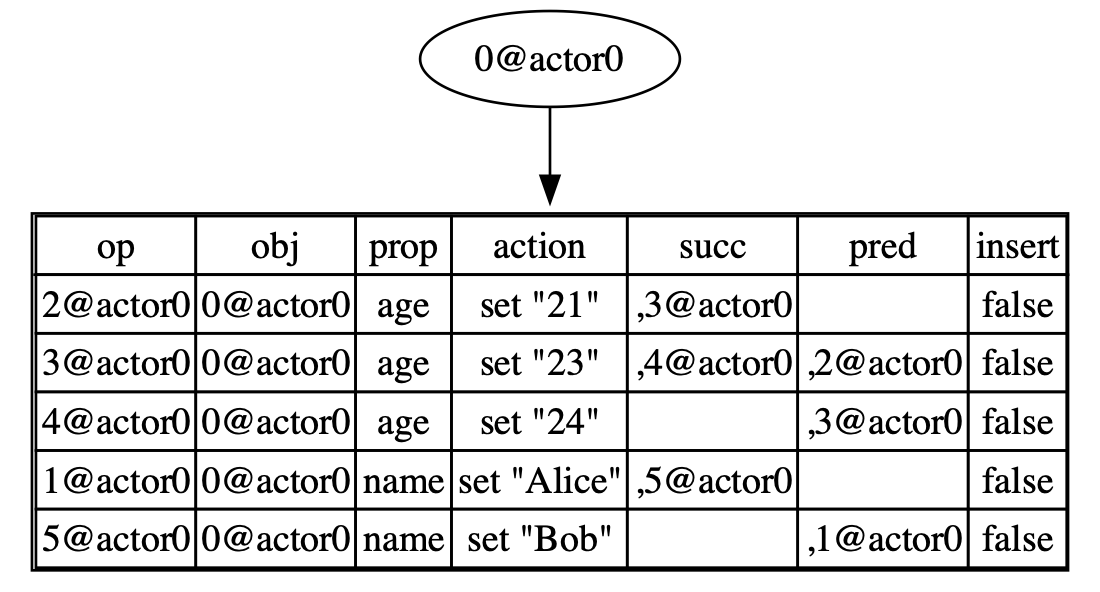 0@actor0
op obj prop action succ pred insert
2@actor0 0@actor0 age set "21" ,3@actor0 false
3@actor0 0@actor0 age set "23" ,4@actor0 ,2@actor0 false
4@actor0 0@actor0 age set "24" ,3@actor0 false
1@actor0 0@actor0 name set "Alice" ,5@actor0 false
5@actor0 0@actor0 name set "Bob" ,1@actor0 false